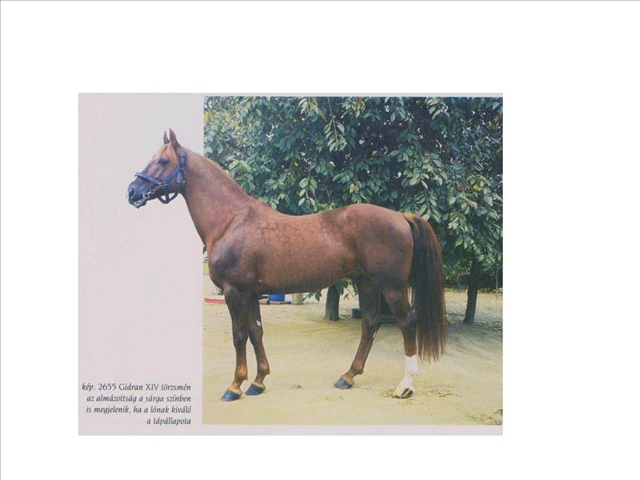 kép. 2655 Gidran XIV törzsmén
az almázottság a sárga színben
is megjelenik, ha a lónak kiváló
a tápállapota